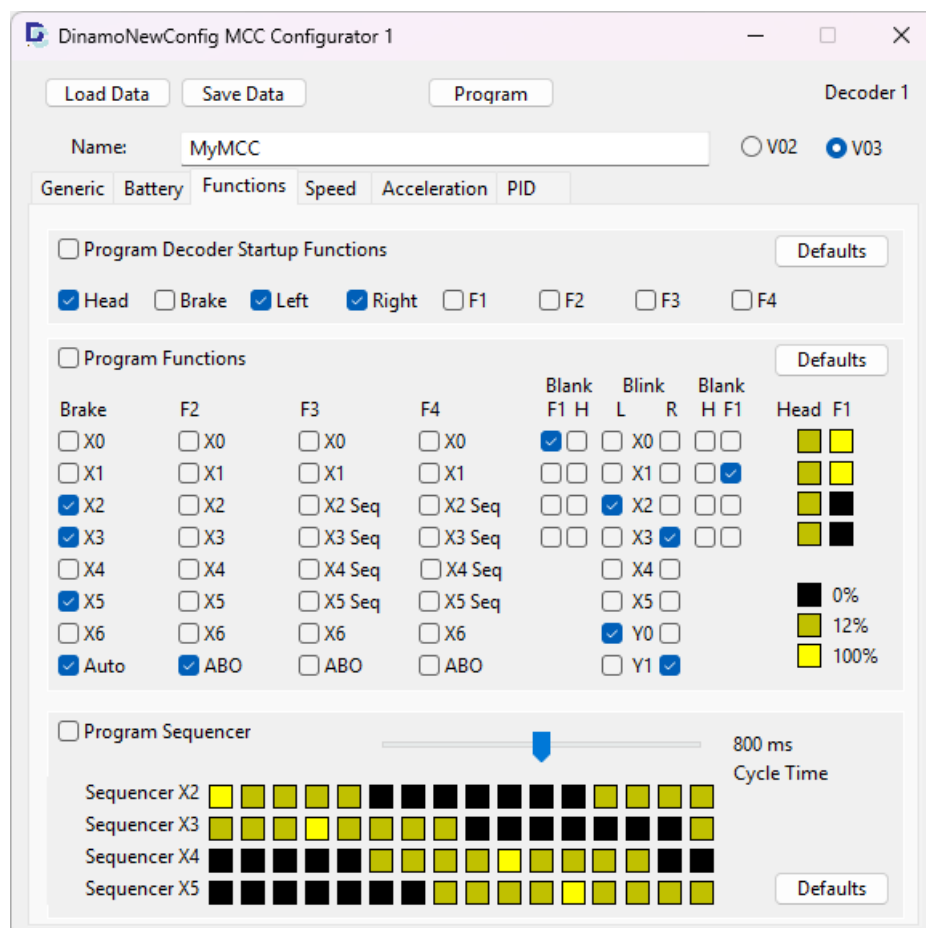 DinamoNewConfig MCC Configurator 1
Load Data Save Data Program Decoder 1
Name: MyMCC V02 V03
Generic Battery Functions Speed Acceleration PID
Program Decoder Startup Functions Defaults
Head Brake Left Right F1 F2 F3 F4
Program Functions Defaults
Blank Blink Blank
Brake F2 F3 F4 F1 H L R H F1 Head F1
X0 X0 X0 X0 X0
X1 X1 X1 X1 X1
X2 X2 X2 Seq X2 Seq X2
X3 X3 X3 Seq X3 Seq X3
X4 X4 X4 Seq X4 Seq X4
X5 X5 X5 Seq X5 Seq X5 0%
X6 X6 X6 X6 Y0 12%
Auto ABO ABO ABO Y1 100%
Program Sequencer 800 ms
Cycle Time
Sequencer X2
Sequencer X3
Sequencer X4
Sequencer X5 Defaults